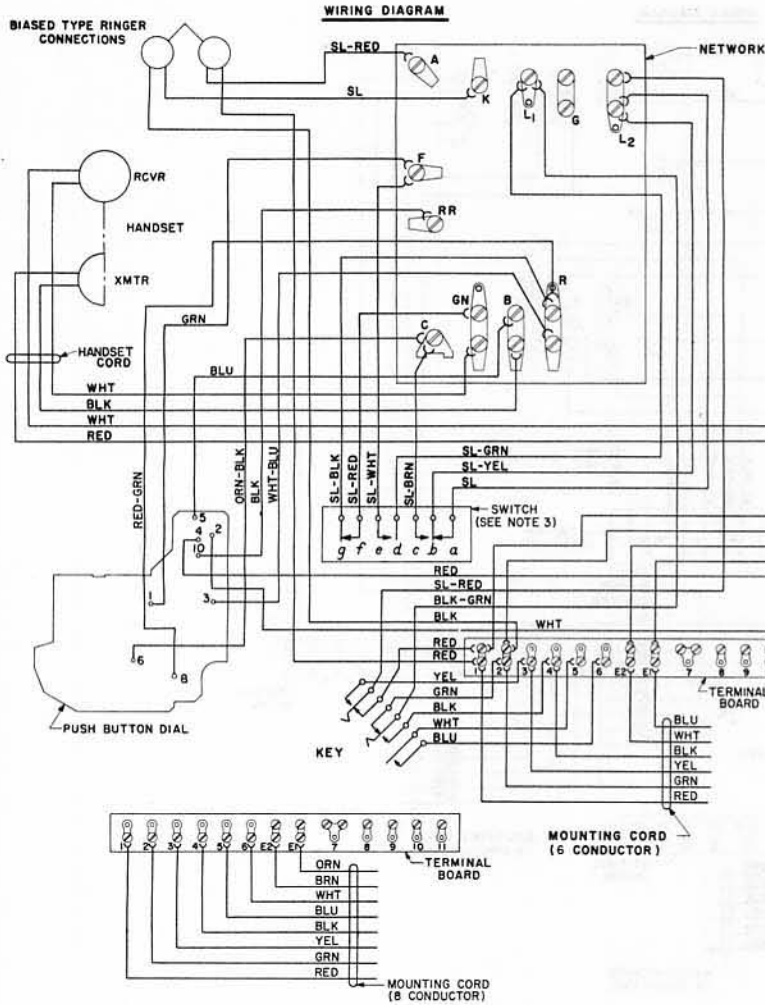 WIRING DIAGRAM
BIASED TYPE RINGER
CONNECTIONS
SL-RED
A
NETWORK
SL
K
L1
G
L2
F
RCVR
HANDSET
RR
XMTR
R
GN
B
GRN
C
HANDSET
CORD
BLU
WHT
BLK
WHT
RED
SL-GRN
SL-YEL
SL
RED-GRN
ORN-BLK
BLK
WHT-BLU
SL-BLK
SL-RED
SL-WHT
SL-BRN
SWITCH
(SEE NOTE 3)
g f e d c b a
5
4
2
10
1
3
6
8
RED
SL-RED
BLK-GRN
BLK
WHT
RED
RED
1 2 3 4 5 6 E2 E1 7 8 9
YEL
GRN
BLK
WHT
BLU
TERMINAL
BOARD
PUSH BUTTON DIAL
KEY
BLU
WHT
BLK
YEL
GRN
RED
MOUNTING CORD
(6 CONDUCTOR)
1 2 3 4 5 6 E2 E1 7 8 9 10 11
TERMINAL
BOARD
ORN
BRN
WHT
BLU
BLK
YEL
GRN
RED
MOUNTING CORD
(8 CONDUCTOR)